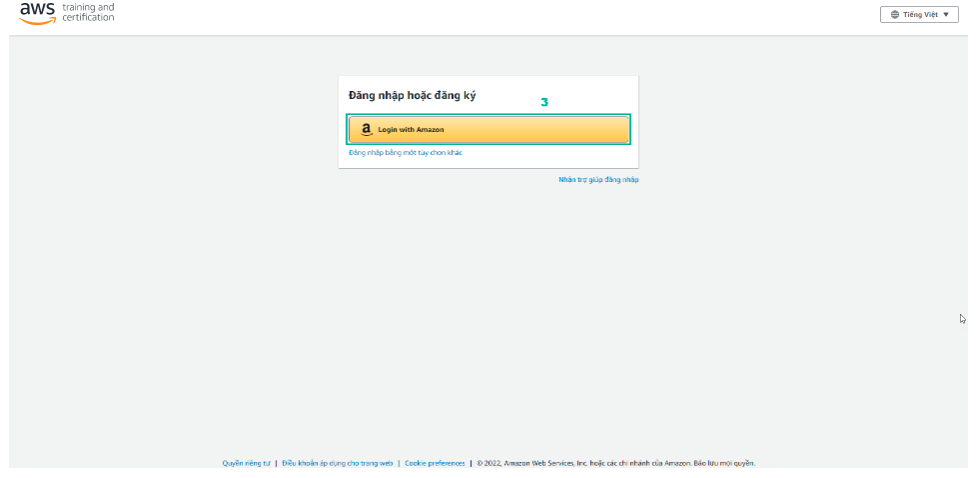 aws training and
certification
Tiếng Việt
Đăng nhập hoặc đăng ký
3
a Login with Amazon
Đăng nhập bằng một tùy chọn khác
Nhận trợ giúp đăng nhập
Quyền riêng tư | Điều khoản áp dụng cho trang web | Cookie preferences | © 2022, Amazon Web Services, Inc. hoặc các chi nhánh của Amazon. Bảo lưu mọi quyền.